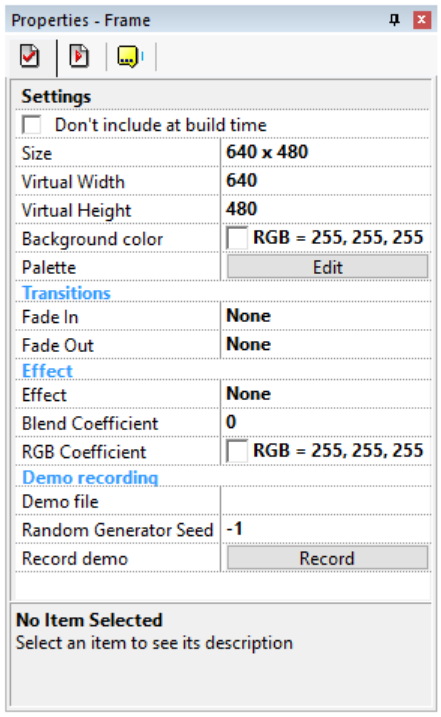 Properties - Frame
Settings
Don't include at build time
Size 640 x 480
Virtual Width 640
Virtual Height 480
Background color RGB = 255, 255, 255
Palette Edit
Transitions
Fade In None
Fade Out None
Effect
Effect None
Blend Coefficient 0
RGB Coefficient RGB = 255, 255, 255
Demo recording
Demo file
Random Generator Seed -1
Record demo Record
No Item Selected
Select an item to see its description